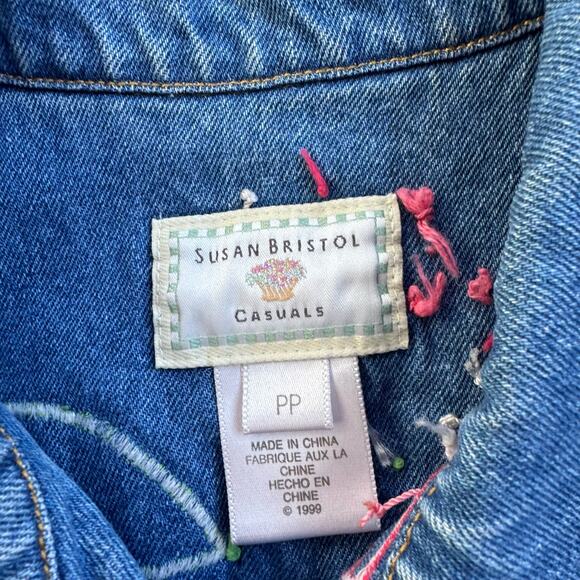 SUSAN BRISTOL
CASUALS
PP
MADE IN CHINA
FABRIQUE AUX LA
CHINE
HECHO EN
CHINE
© 1999